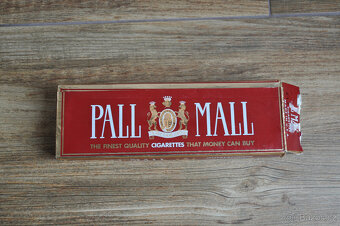 PALL MALL
THE FINEST QUALITY CIGARETTES THAT MONEY CAN BUY